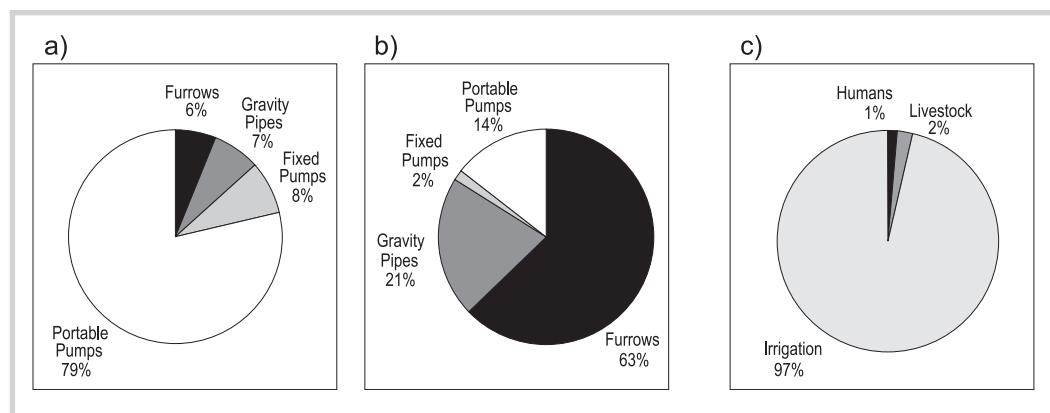 a)
Furrows
6%
Gravity
Pipes
7%
Fixed
Pumps
8%
Portable
Pumps
79%
b)
Portable
Pumps
14%
Fixed
Pumps
2%
Gravity
Pipes
21%
Furrows
63%
c)
Humans
1%
Livestock
2%
Irrigation
97%